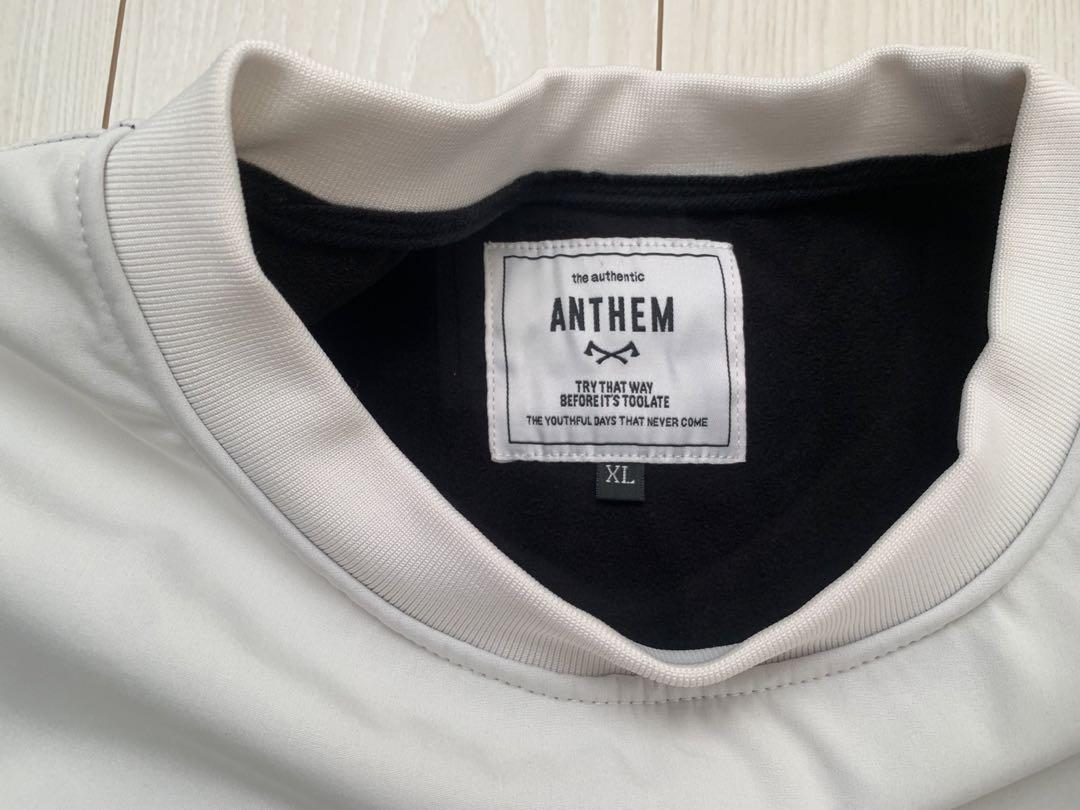 the authentic
ANTHEM
TRY THAT WAY
BEFORE IT'S TOOLATE
THE YOUTHFUL DAYS THAT NEVER COME
XL